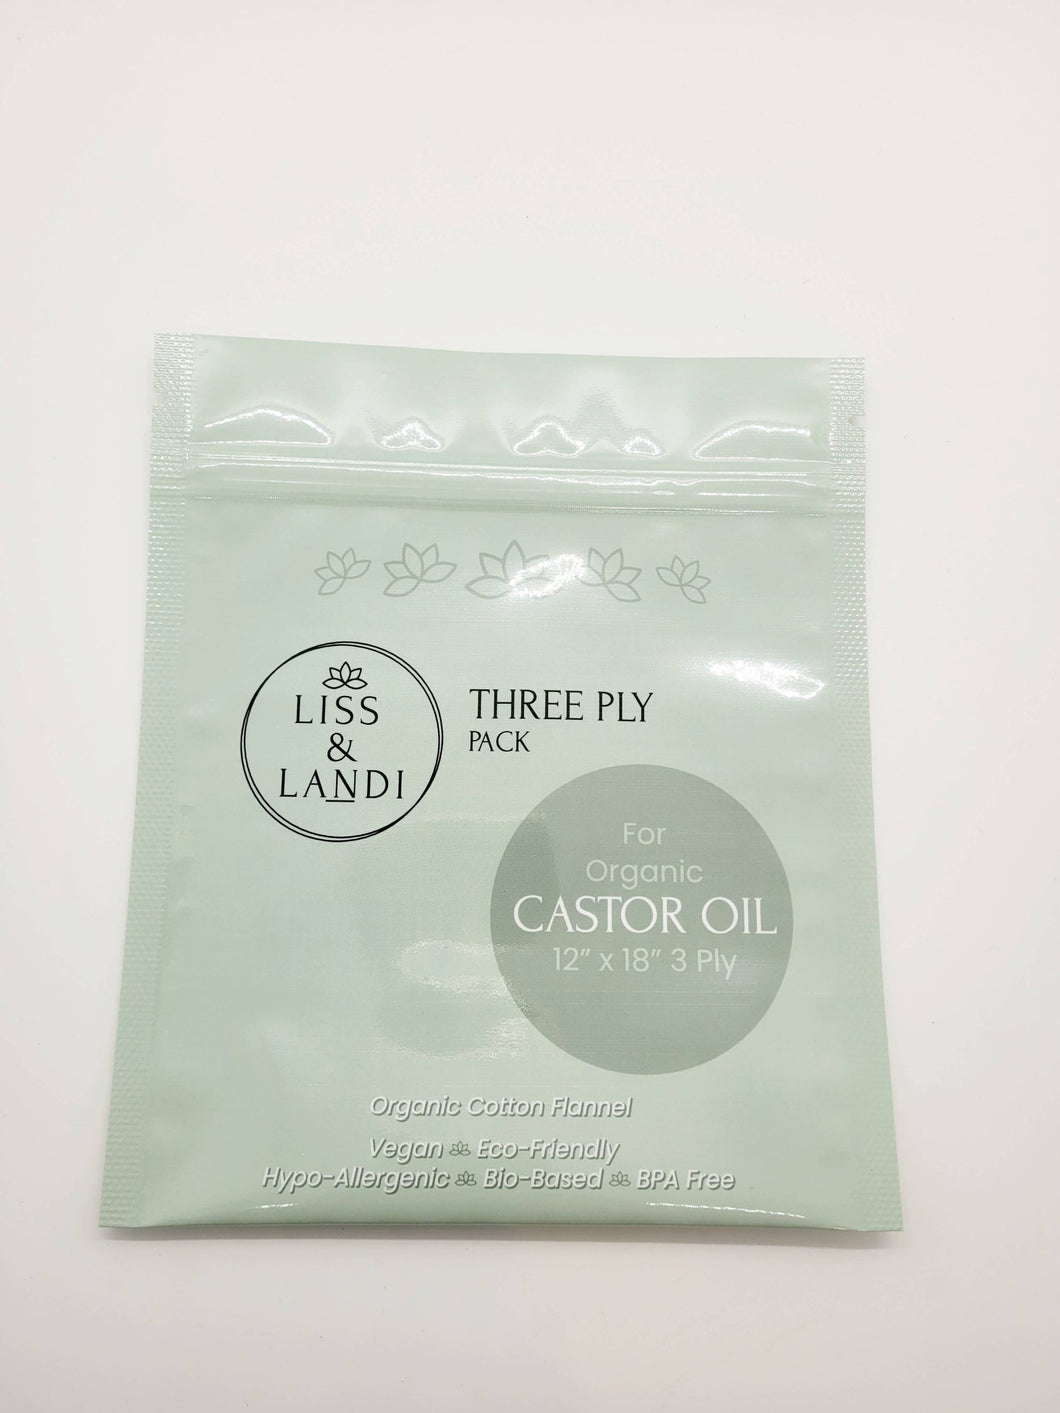 LISS
&
LANDI
THREE PLY
PACK
For
Organic
CASTOR OIL
12” x 18” 3 Ply
Organic Cotton Flannel
Vegan Eco-Friendly
Hypo-Allergenic Bio-Based BPA Free